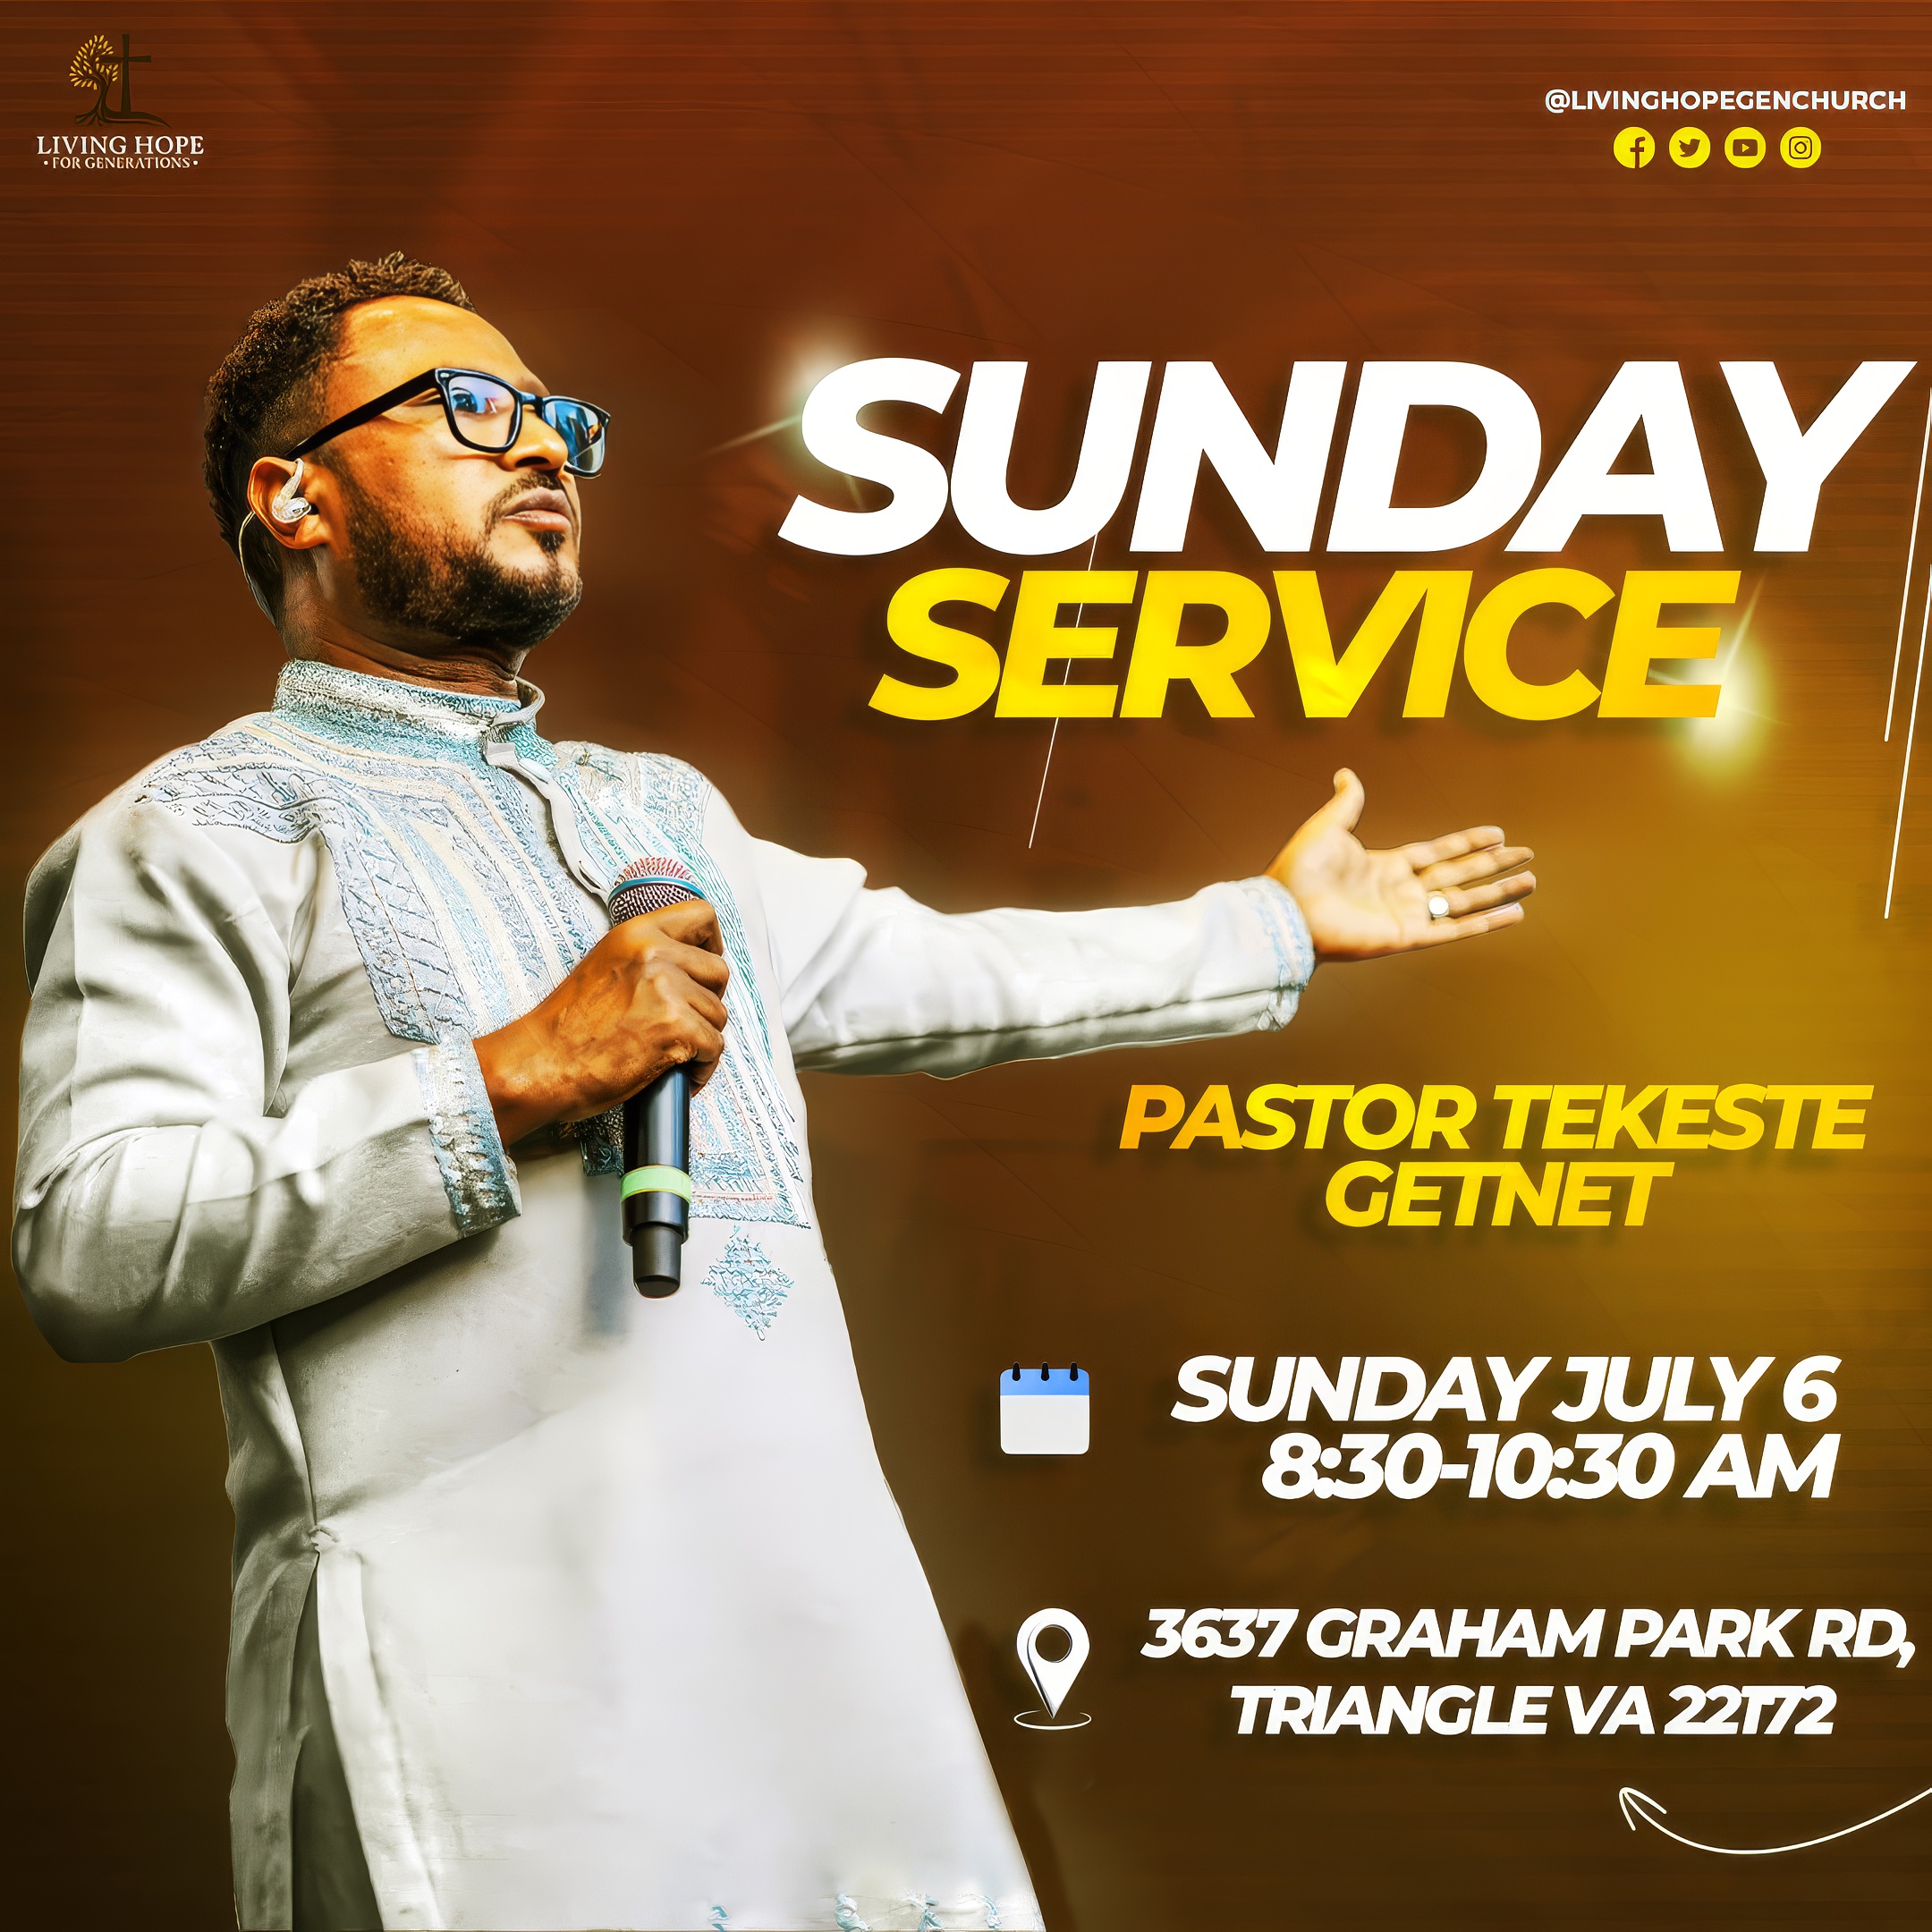 LIVING HOPE
• FOR GENERATIONS •
@LIVINGHOPEGENCHURCH
SUNDAY
SERVICE
PASTOR TEKESTE
GETNET
SUNDAY JULY 6
8:30-10:30 AM
3637 GRAHAM PARK RD,
TRIANGLE VA 22172